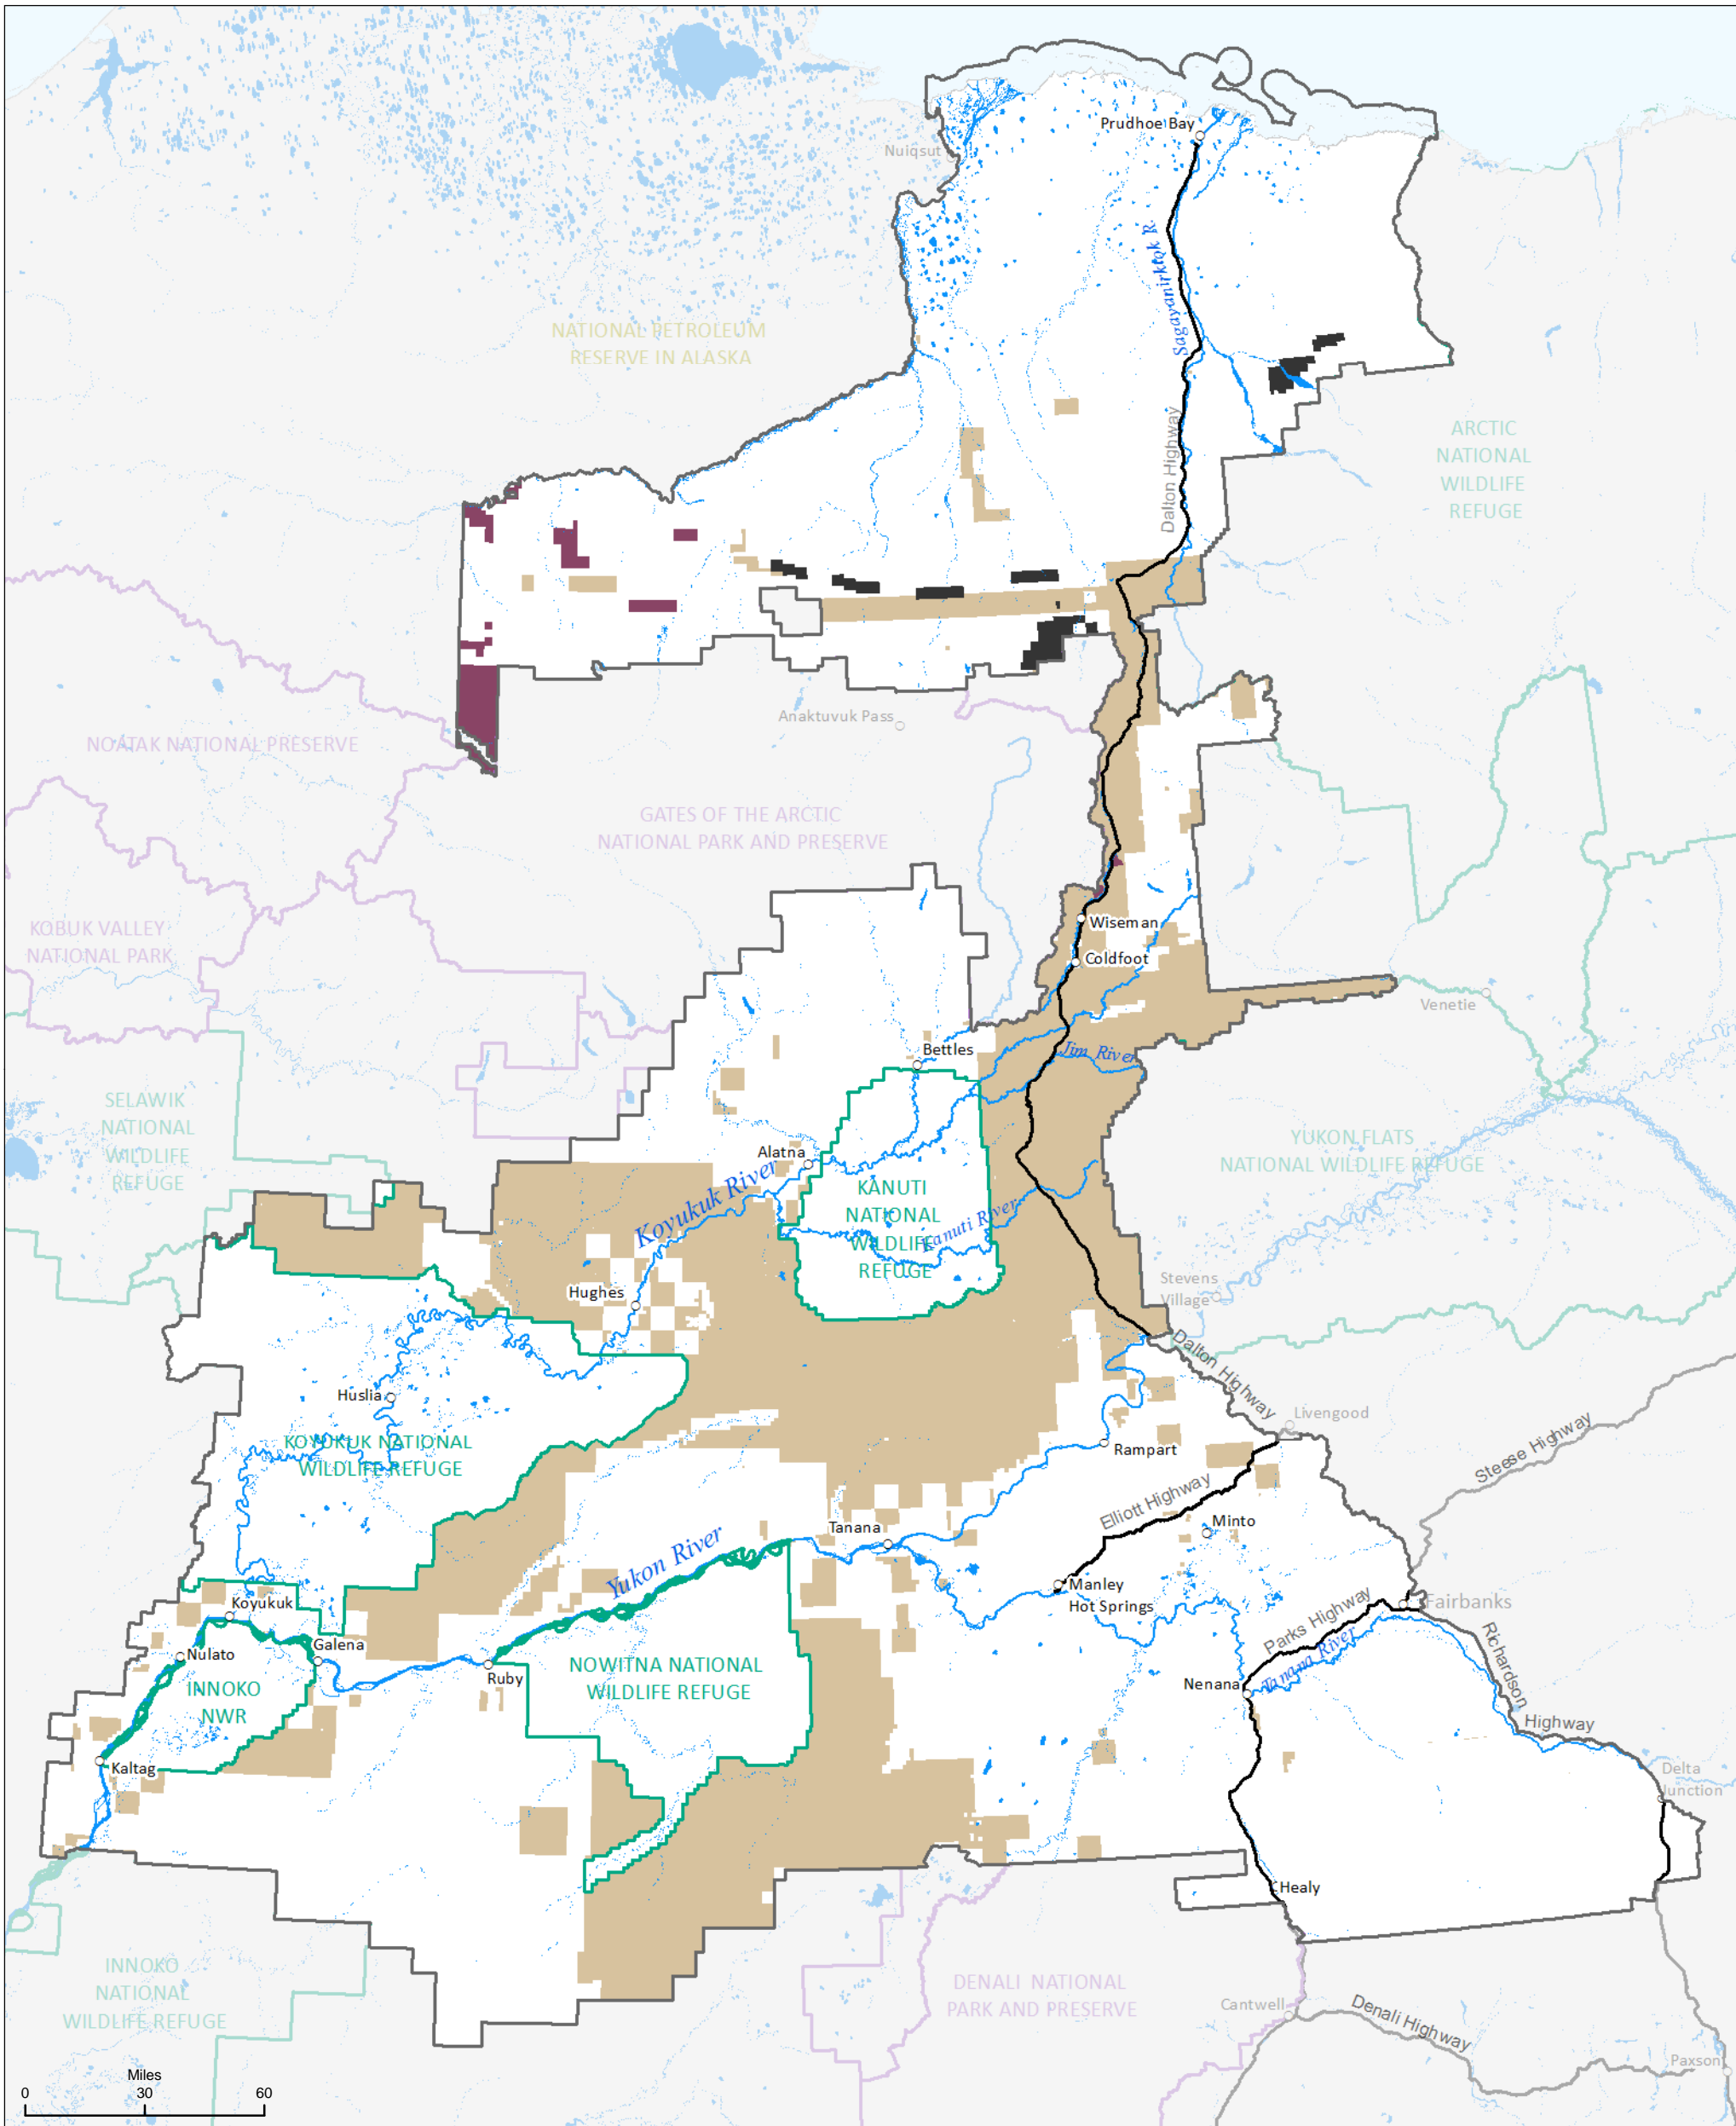 Prudhoe Bay
Nuiqsut
Sagavanirktok R.
NATIONAL PETROLEUM
RESERVE IN ALASKA
Dalton Highway
ARCTIC
NATIONAL
WILDLIFE
REFUGE
Anaktuvuk Pass
NOATAK NATIONAL PRESERVE
GATES OF THE ARCTIC
NATIONAL PARK AND PRESERVE
KOBUK VALLEY
NATIONAL PARK
Wiseman
Coldfoot
Venetie
Bettles
Jim River
SELAWIK
NATIONAL
WILDLIFE
REFUGE
YUKON FLATS
NATIONAL WILDLIFE REFUGE
Alatna
Koyukuk River
KANUTI
NATIONAL
WILDLIFE
REFUGE
Kanuti River
Stevens
Village
Hughes
Dalton Highway
Huslia
Livengood
KOYUKUK NATIONAL
WILDLIFE REFUGE
Rampart
Steese Highway
Elliott Highway
Minto
Tanana
Yukon River
Manley
Hot Springs
Fairbanks
Koyukuk
Parks Highway
Tanana River
Richardson
Highway
Nulato
Galena
Ruby
NOWITNA NATIONAL
WILDLIFE REFUGE
INNOKO
NWR
Nenana
Kaltag
Delta
Junction
Healy
INNOKO
NATIONAL
WILDLIFE REFUGE
DENALI NATIONAL
PARK AND PRESERVE
Cantwell
Denali Highway
Paxson
Miles
0 30 60